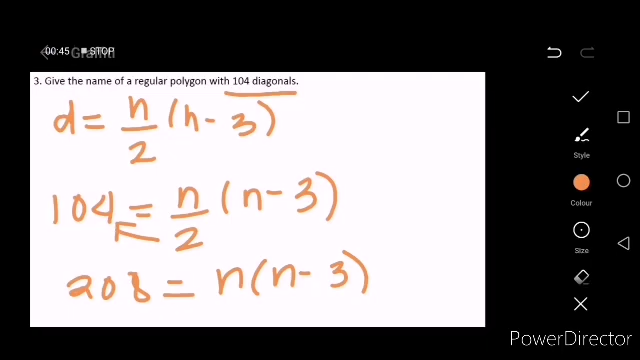 00:45 STOP
3. Give the name of a regular polygon with 104 diagonals.
d = n/2 (n - 3)
104 = n/2 (n - 3)
208 = n(n - 3)
Style
Colour
Size
PowerDirector